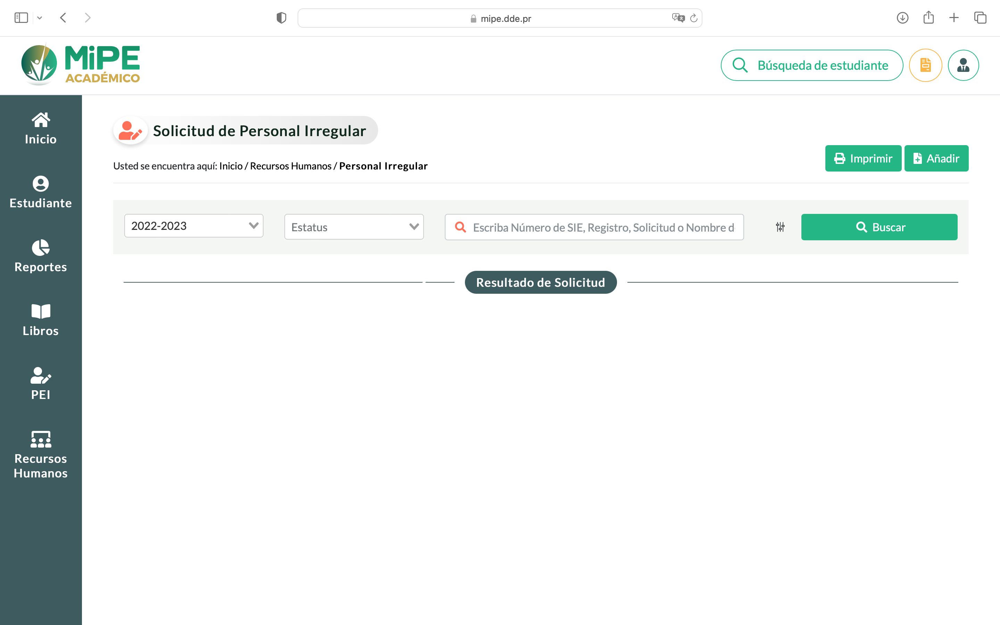 mipe.dde.pr
MiPE
ACADÉMICO
Búsqueda de estudiante
Inicio
Estudiante
Reportes
Libros
PEI
Recursos
Humanos
Solicitud de Personal Irregular
Usted se encuentra aquí: Inicio / Recursos Humanos / Personal Irregular
Imprimir
Añadir
2022-2023
Estatus
Escriba Número de SIE, Registro, Solicitud o Nombre d
Buscar
Resultado de Solicitud